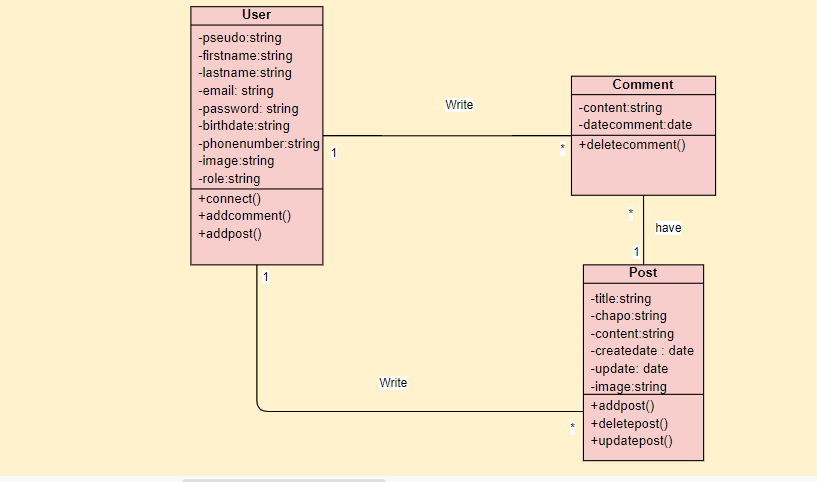 User
-pseudo:string
-firstname:string
-lastname:string
-email: string
-password: string
-birthdate:string
-phonenumber:string
-image:string
-role:string
+connect()
+addcomment()
+addpost()
1
Write
*
Comment
-content:string
-datecomment:date
+deletecomment()
*
have
1
Post
-title:string
-chapo:string
-content:string
-createdate : date
-update: date
-image:string
+addpost()
+deletepost()
+updatepost()
1
Write
*